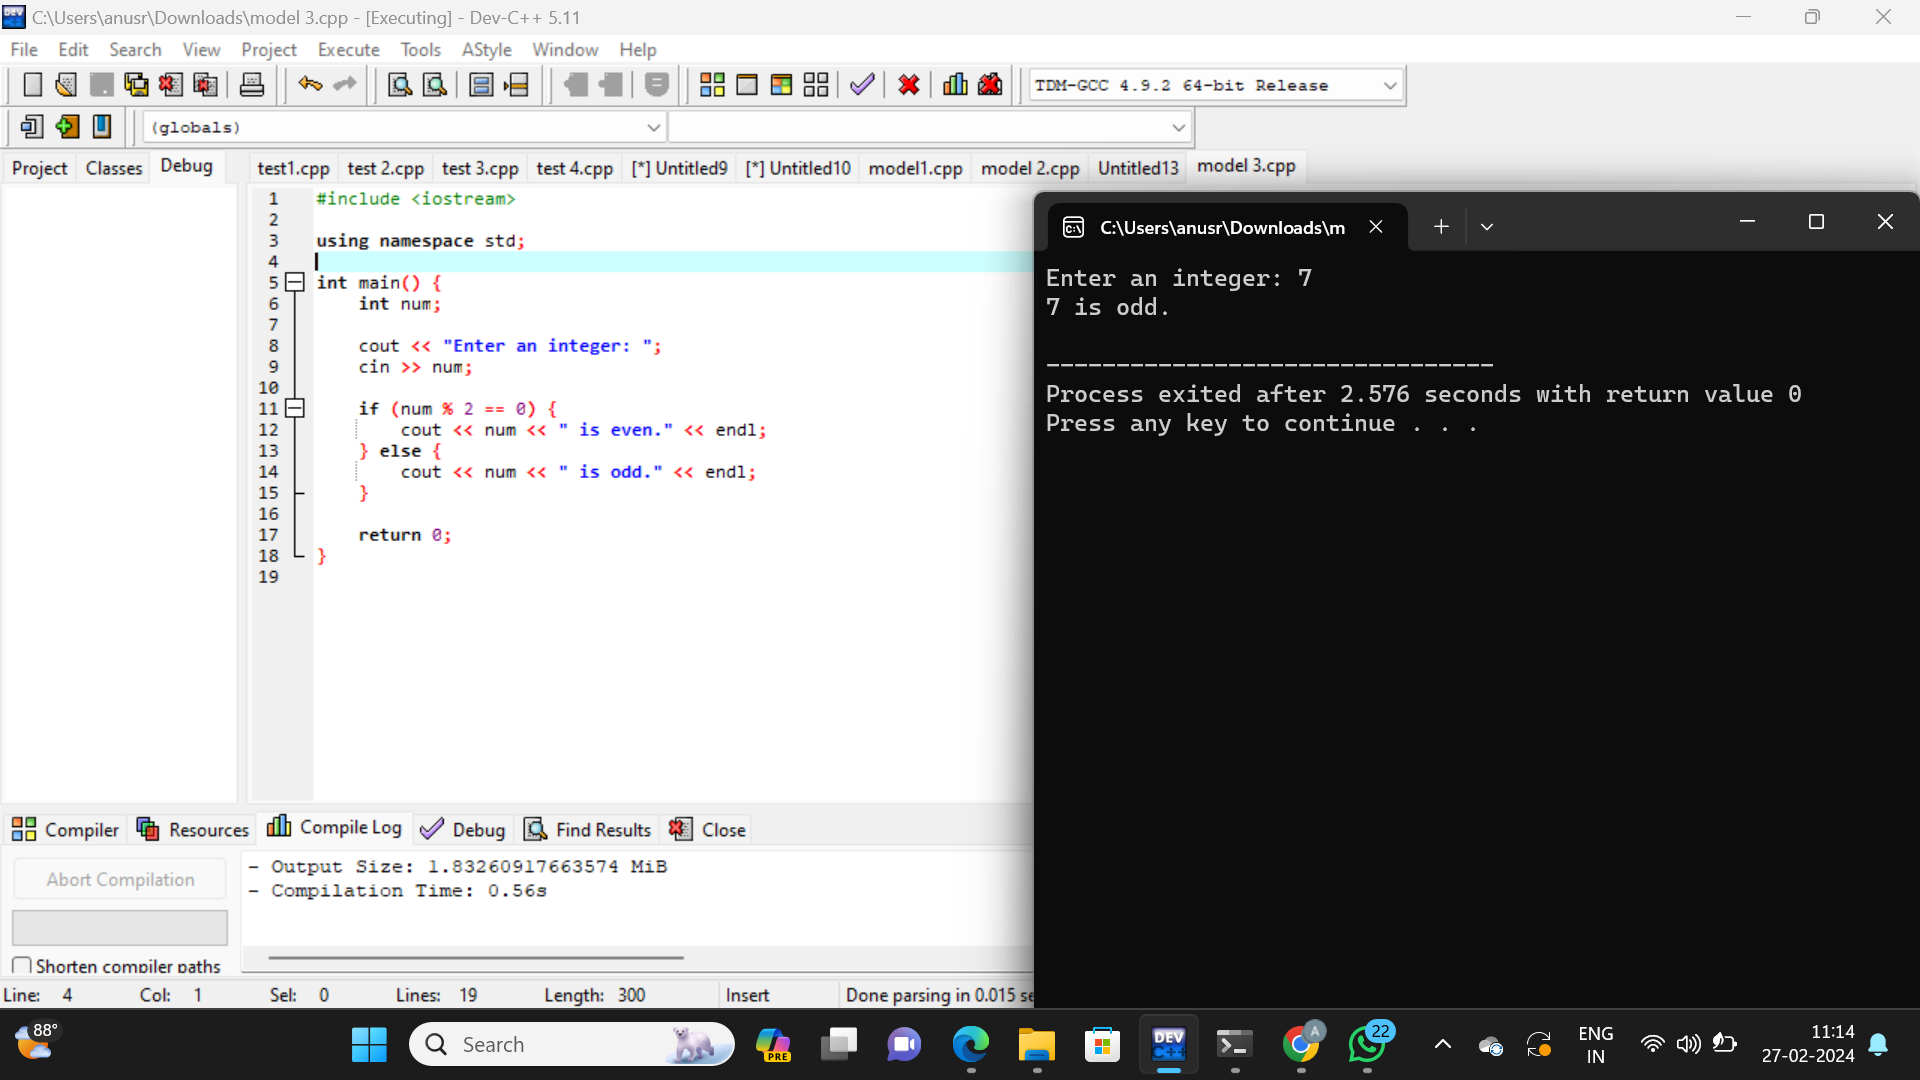 C:\Users\anusr\Downloads\model 3.cpp - [Executing] - Dev-C++ 5.11
File Edit Search View Project Execute Tools AStyle Window Help
TDM-GCC 4.9.2 64-bit Release
(globals)
Project Classes Debug
test1.cpp test 2.cpp test 3.cpp test 4.cpp [*] Untitled9 [*] Untitled10 model1.cpp model 2.cpp Untitled13 model 3.cpp
1 #include <iostream>
2
3 using namespace std;
4
5 int main() {
6     int num;
7
8     cout << "Enter an integer: ";
9     cin >> num;
10
11     if (num % 2 == 0) {
12         cout << num << " is even." << endl;
13     } else {
14         cout << num << " is odd." << endl;
15     }
16
17     return 0;
18 }
19
C:\Users\anusr\Downloads\m
Enter an integer: 7
7 is odd.
--------------------------------
Process exited after 2.576 seconds with return value 0
Press any key to continue . . .
Compiler Resources Compile Log Debug Find Results Close
Abort Compilation
Shorten compiler paths
- Output Size: 1.83260917663574 MiB
- Compilation Time: 0.56s
Line: 4 Col: 1 Sel: 0 Lines: 19 Length: 300 Insert Done parsing in 0.015 se
88°
Search
PRE
DEV
C++
A
22
ENG
IN
11:14
27-02-2024